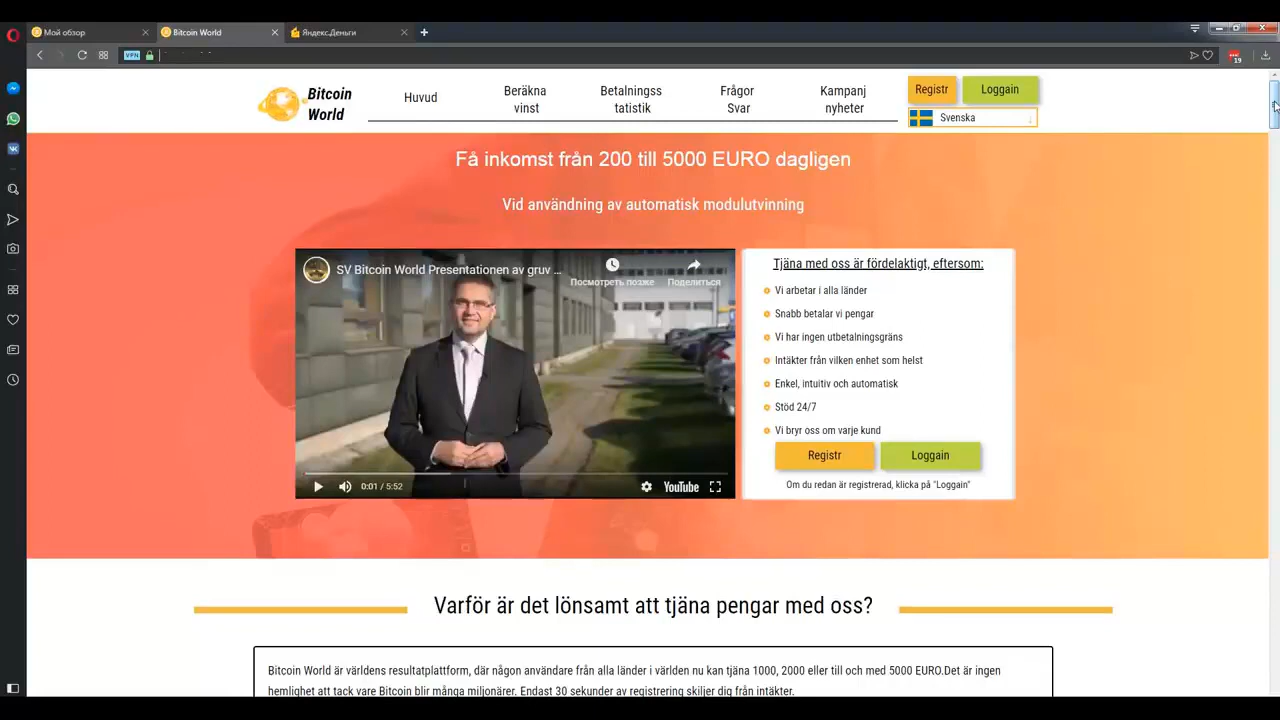 Мой обзор
Bitcoin World
Яндекс.Деньги
VPN
19
Bitcoin
World
Huvud
Beräkna
vinst
Betalningss
tatistik
Frågor
Svar
Kampanj
nyheter
Registr
Loggain
Svenska
Få inkomst från 200 till 5000 EURO dagligen
Vid användning av automatisk modulutvinning
SV Bitcoin World Presentationen av gruv ...
Посмотреть позже
Поделиться
0:01 / 5:52
YouTube
Tjäna med oss är fördelaktigt, eftersom:
Vi arbetar i alla länder
Snabb betalar vi pengar
Vi har ingen utbetalningsgräns
Intäkter från vilken enhet som helst
Enkel, intuitiv och automatisk
Stöd 24/7
Vi bryr oss om varje kund
Registr
Loggain
Om du redan är registrerad, klicka på "Loggain"
Varför är det lönsamt att tjäna pengar med oss?
Bitcoin World är världens resultatplattform, där någon användare från alla länder i världen nu kan tjäna 1000, 2000 eller till och med 5000 EURO.Det är ingen
hemlighet att tack vare Bitcoin blir många miljonärer. Endast 30 sekunder av registrering skiljer dig från intäkter.